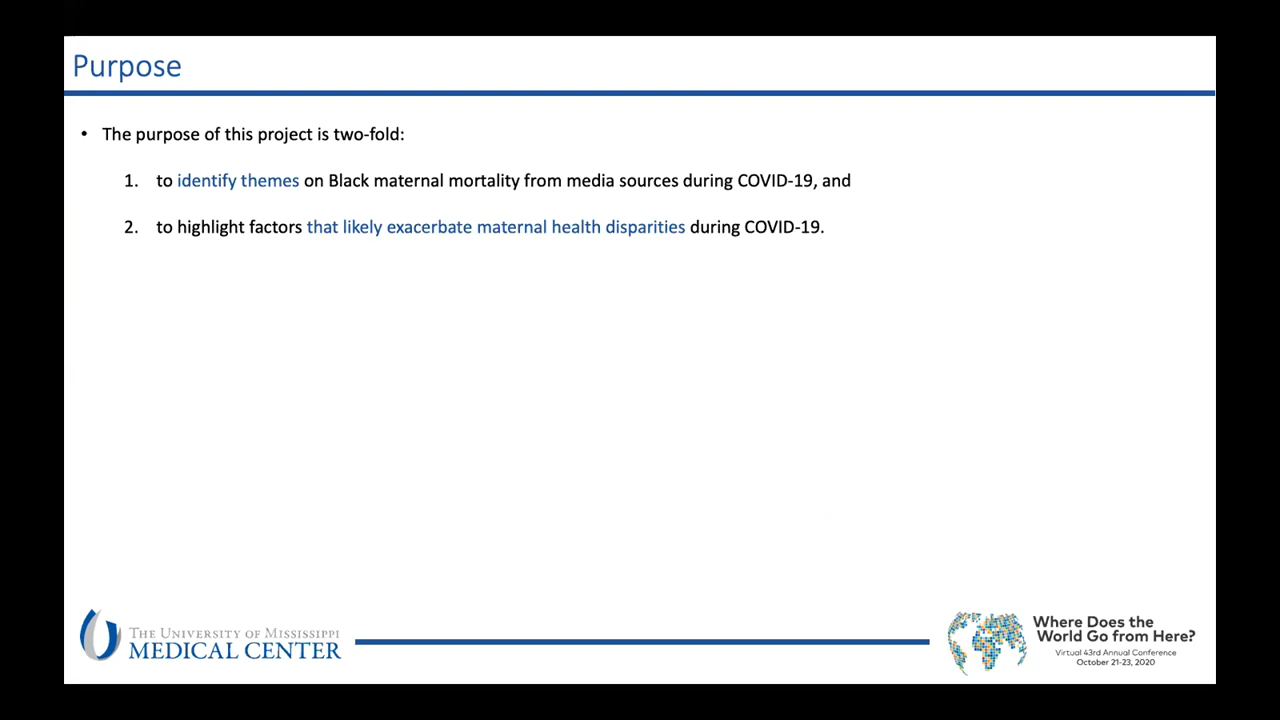 Purpose
• The purpose of this project is two-fold:
1. to identify themes on Black maternal mortality from media sources during COVID-19, and
2. to highlight factors that likely exacerbate maternal health disparities during COVID-19.
THE UNIVERSITY OF MISSISSIPPI
MEDICAL CENTER
Where Does the
World Go from Here?
Virtual 43rd Annual Conference
October 21-23, 2020